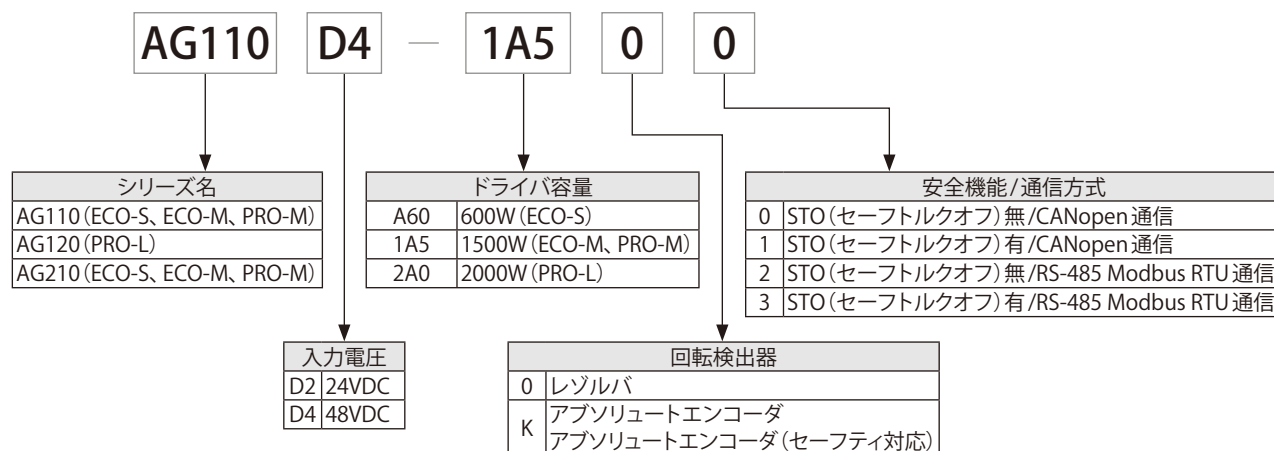 AG110 D4 — 1A5 0 0
シリーズ名
AG110(ECO-S、ECO-M、PRO-M)
AG120(PRO-L)
AG210(ECO-S、ECO-M、PRO-M)
ドライバ容量
A60 600W(ECO-S)
1A5 1500W(ECO-M、PRO-M)
2A0 2000W(PRO-L)
安全機能/通信方式
0 STO(セーフトルクオフ)無/CANopen通信
1 STO(セーフトルクオフ)有/CANopen通信
2 STO(セーフトルクオフ)無/RS-485 Modbus RTU通信
3 STO(セーフトルクオフ)有/RS-485 Modbus RTU通信
入力電圧
D2 24VDC
D4 48VDC
回転検出器
0 レゾルバ
K アブソリュートエンコーダ
アブソリュートエンコーダ(セーフティ対応)